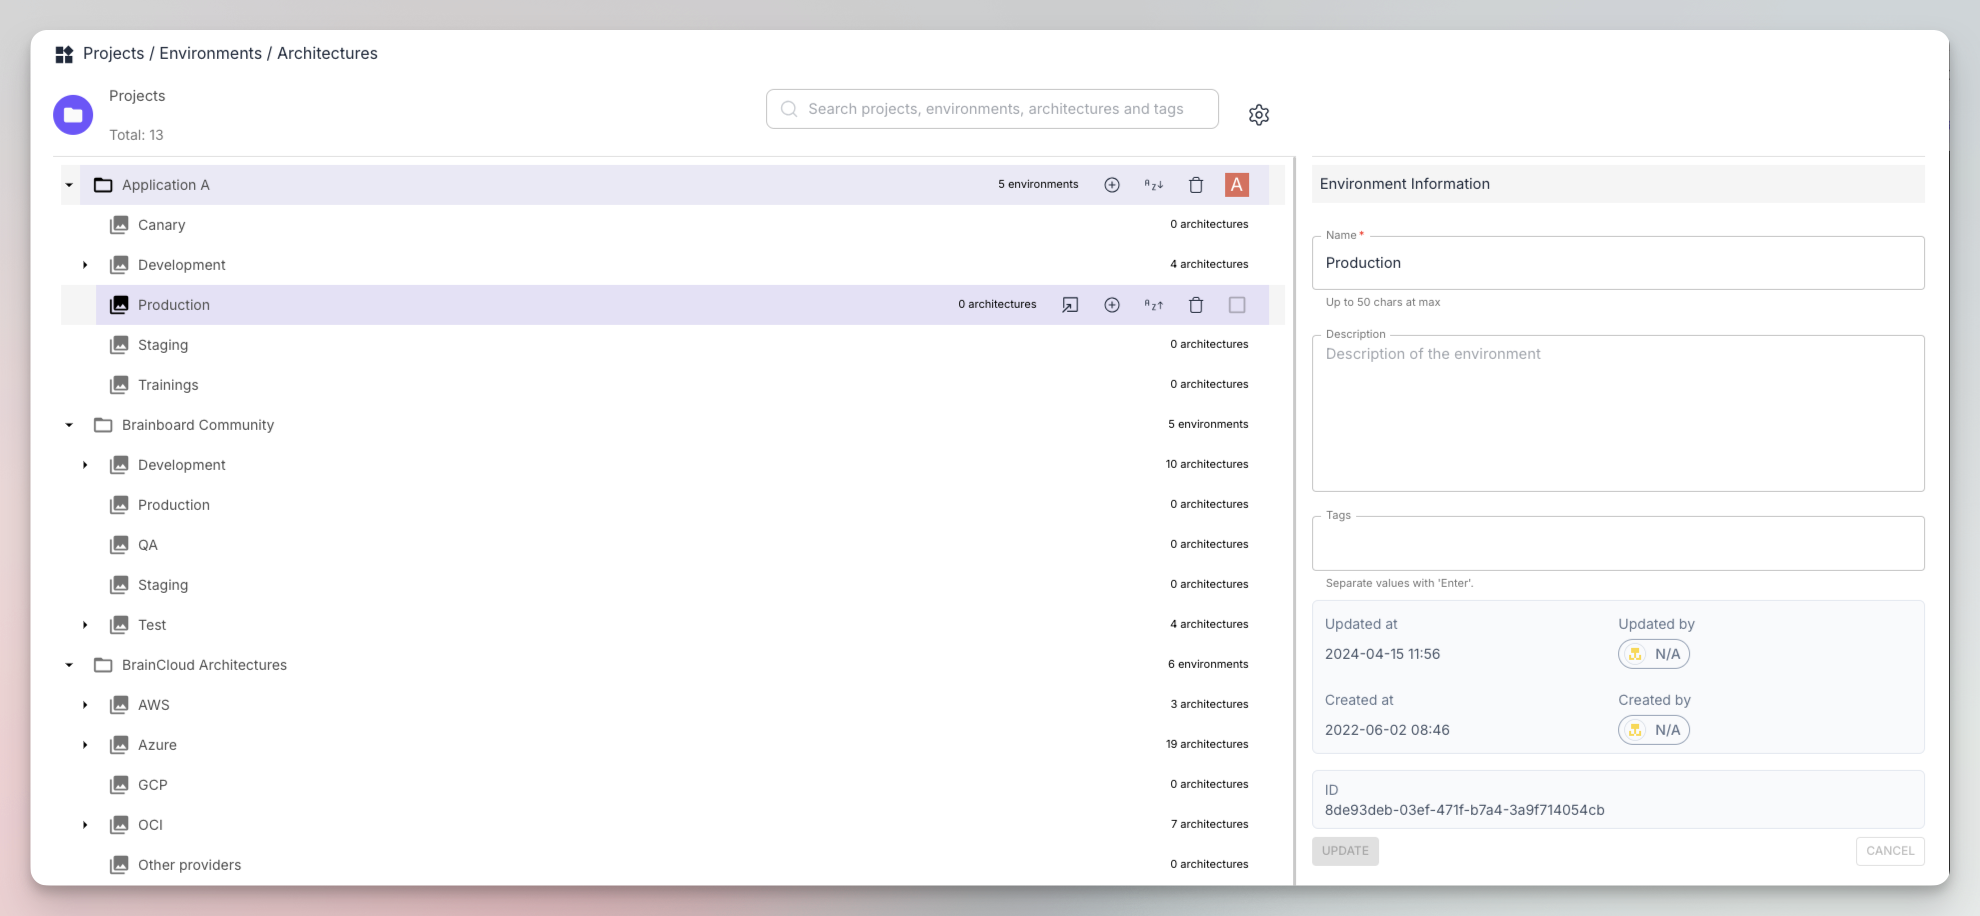 Projects / Environments / Architectures
Projects
Total: 13
Search projects, environments, architectures and tags
Application A
5 environments
A
Z
A
Canary
0 architectures
Development
4 architectures
Production
0 architectures
A
Z
Staging
0 architectures
Trainings
0 architectures
Brainboard Community
5 environments
Development
10 architectures
Production
0 architectures
QA
0 architectures
Staging
0 architectures
Test
4 architectures
BrainCloud Architectures
6 environments
AWS
3 architectures
Azure
19 architectures
GCP
0 architectures
OCI
7 architectures
Other providers
0 architectures
Environment Information
Name *
Production
Up to 50 chars at max
Description
Description of the environment
Tags
Separate values with 'Enter'.
Updated at
2024-04-15 11:56
Updated by
N/A
Created at
2022-06-02 08:46
Created by
N/A
ID
8de93deb-03ef-471f-b7a4-3a9f714054cb
UPDATE
CANCEL